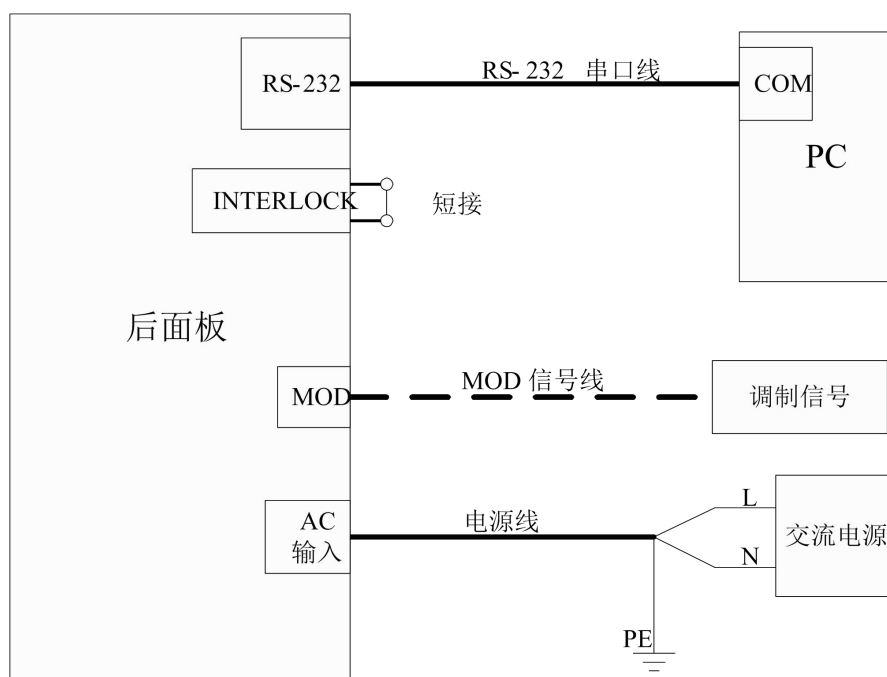 RS-232
RS-232 串口线
COM
PC
INTERLOCK
短接
后面板
MOD
MOD 信号线
调制信号
AC
输入
电源线
L
N
交流电源
PE